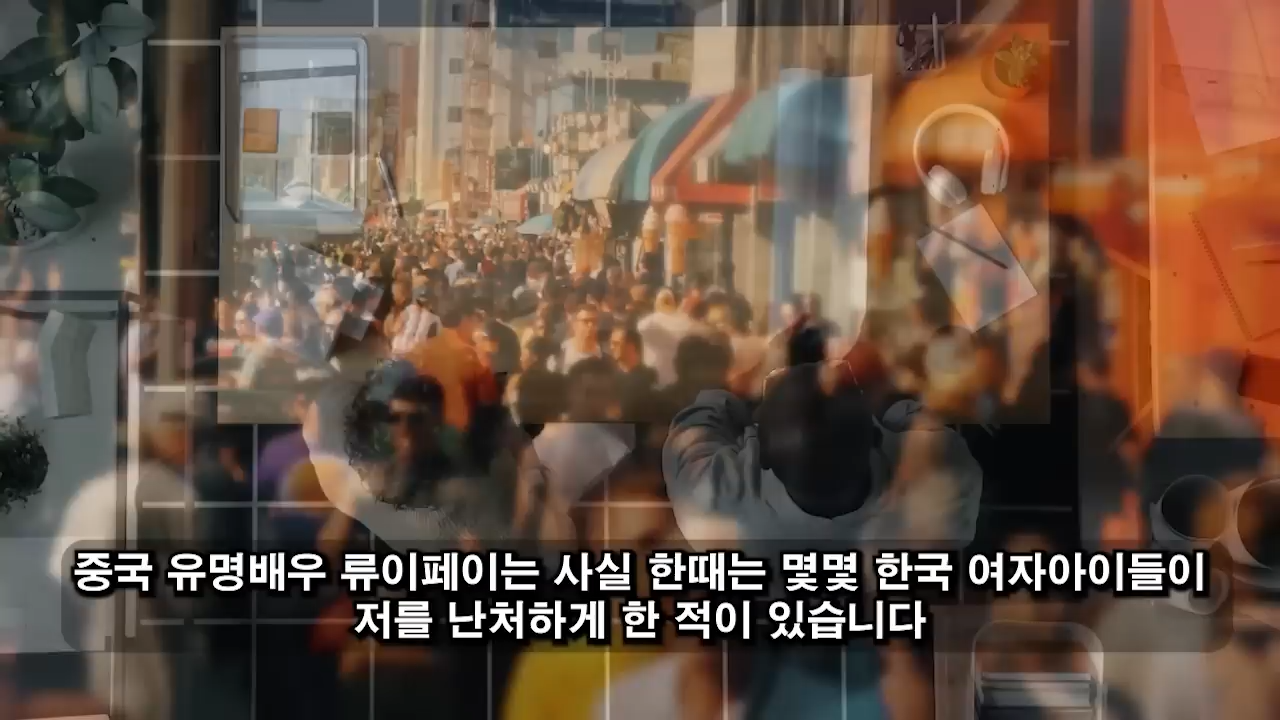 중국 유명배우 류이페이는 사실 한때는 몇몇 한국 여자아이들이
저를 난처하게 한 적이 있습니다